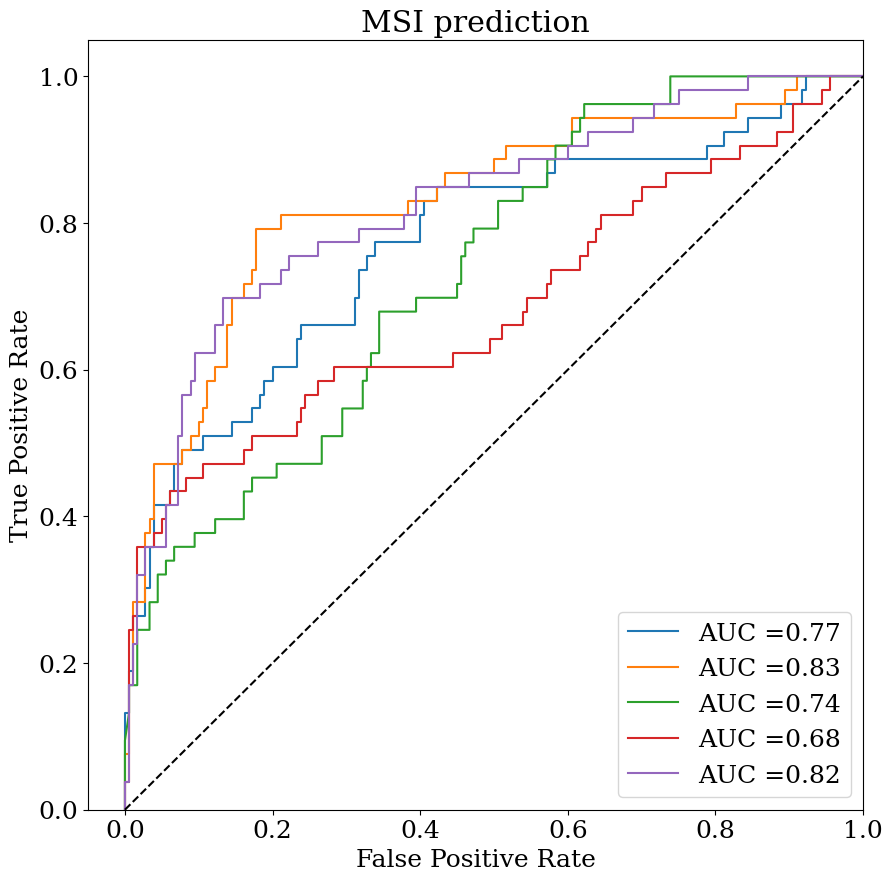 MSI prediction
True Positive Rate
1.0
0.8
0.6
0.4
0.2
0.0
AUC =0.77
AUC =0.83
AUC =0.74
AUC =0.68
AUC =0.82
0.0 0.2 0.4 0.6 0.8 1.0
False Positive Rate